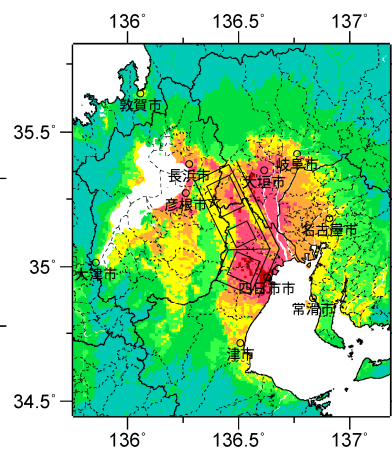 136° 136.5° 137°
敦賀市
35.5°
岐阜市
長浜市
大垣市
彦根市
名古屋市
35°
大津市
四日市市
常滑市
津市
34.5°
136° 136.5° 137°